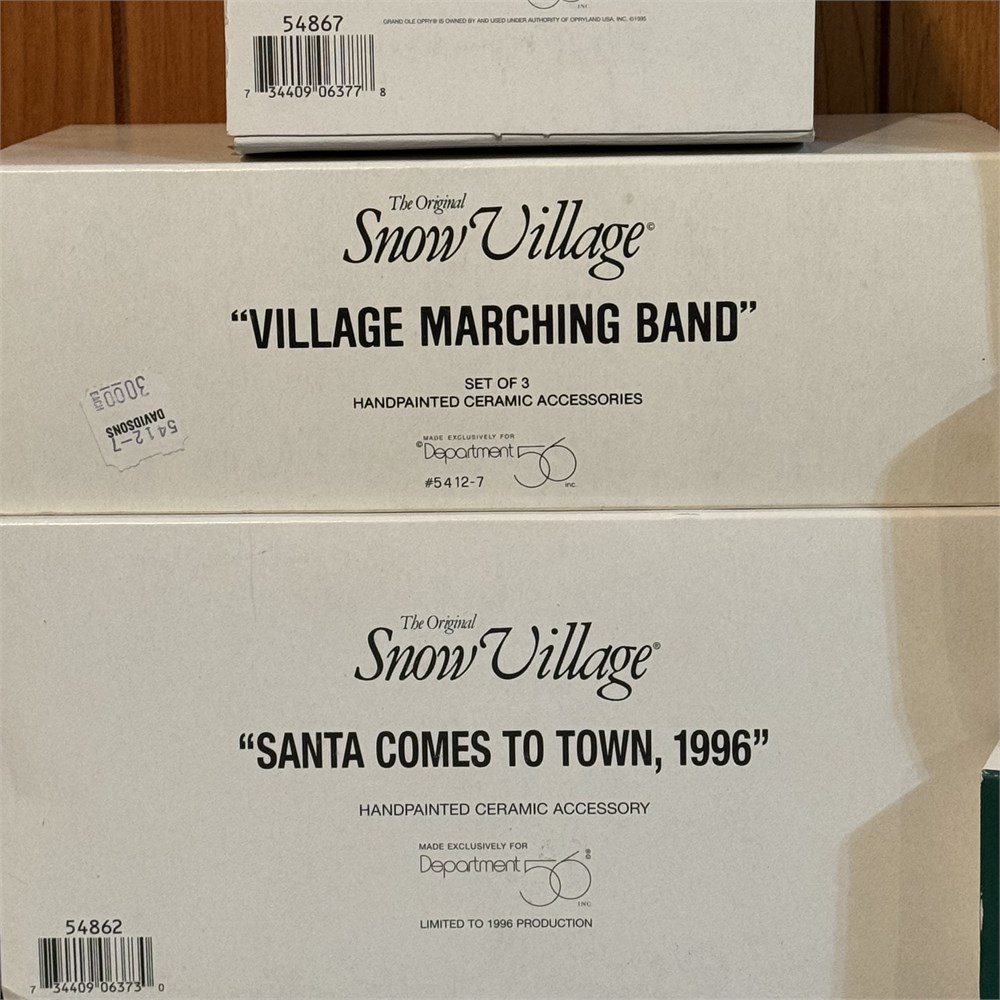 54867
GRAND OLE OPRY® IS OWNED BY AND USED UNDER AUTHORITY OF OPRYLAND USA, INC. ©1995
INC.
7 34409 06377 8
The Original
Snow Village©
“VILLAGE MARCHING BAND”
SET OF 3
HANDPAINTED CERAMIC ACCESSORIES
MADE EXCLUSIVELY FOR
©Department 56
inc.
#5412-7
5412-7
DAVIDSONS
3000
The Original
Snow Village®
“SANTA COMES TO TOWN, 1996”
HANDPAINTED CERAMIC ACCESSORY
MADE EXCLUSIVELY FOR
Department 56
INC.
LIMITED TO 1996 PRODUCTION
54862
7 34409 06373 0